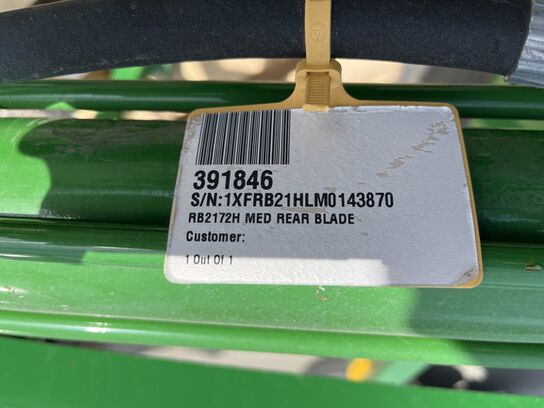 391846
S/N:1XFRB21HLM0143870
RB2172H MED REAR BLADE
Customer:
1 Out Of 1